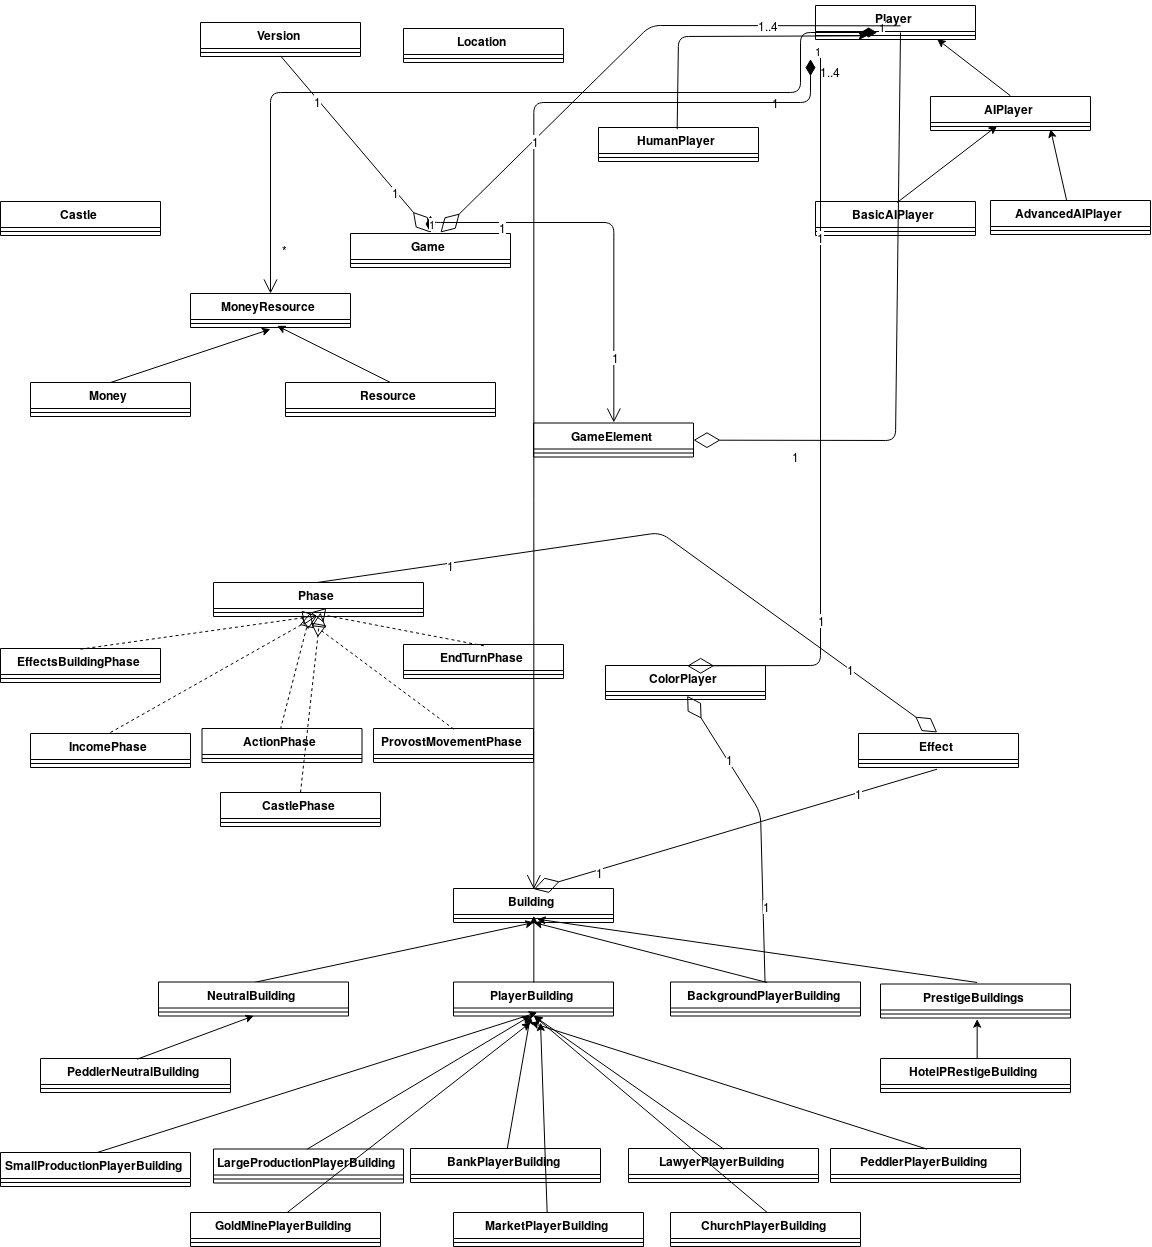 Player
1..4
1
Version
Location
1
1..4
1
1
AIPlayer
HumanPlayer
1
1
Castle
BasicAIPlayer
AdvancedAIPlayer
1
1
1
Game
*
MoneyResource
1
Money
Resource
GameElement
1
1
Phase
1
EffectsBuildingPhase
EndTurnPhase
ColorPlayer
1
IncomePhase
ActionPhase
ProvostMovementPhase
Effect
1
1
CastlePhase
1
Building
1
NeutralBuilding
PlayerBuilding
BackgroundPlayerBuilding
PrestigeBuildings
PeddlerNeutralBuilding
HotelPRestigeBuilding
SmallProductionPlayerBuilding
LargeProductionPlayerBuilding
BankPlayerBuilding
LawyerPlayerBuilding
PeddlerPlayerBuilding
GoldMinePlayerBuilding
MarketPlayerBuilding
ChurchPlayerBuilding